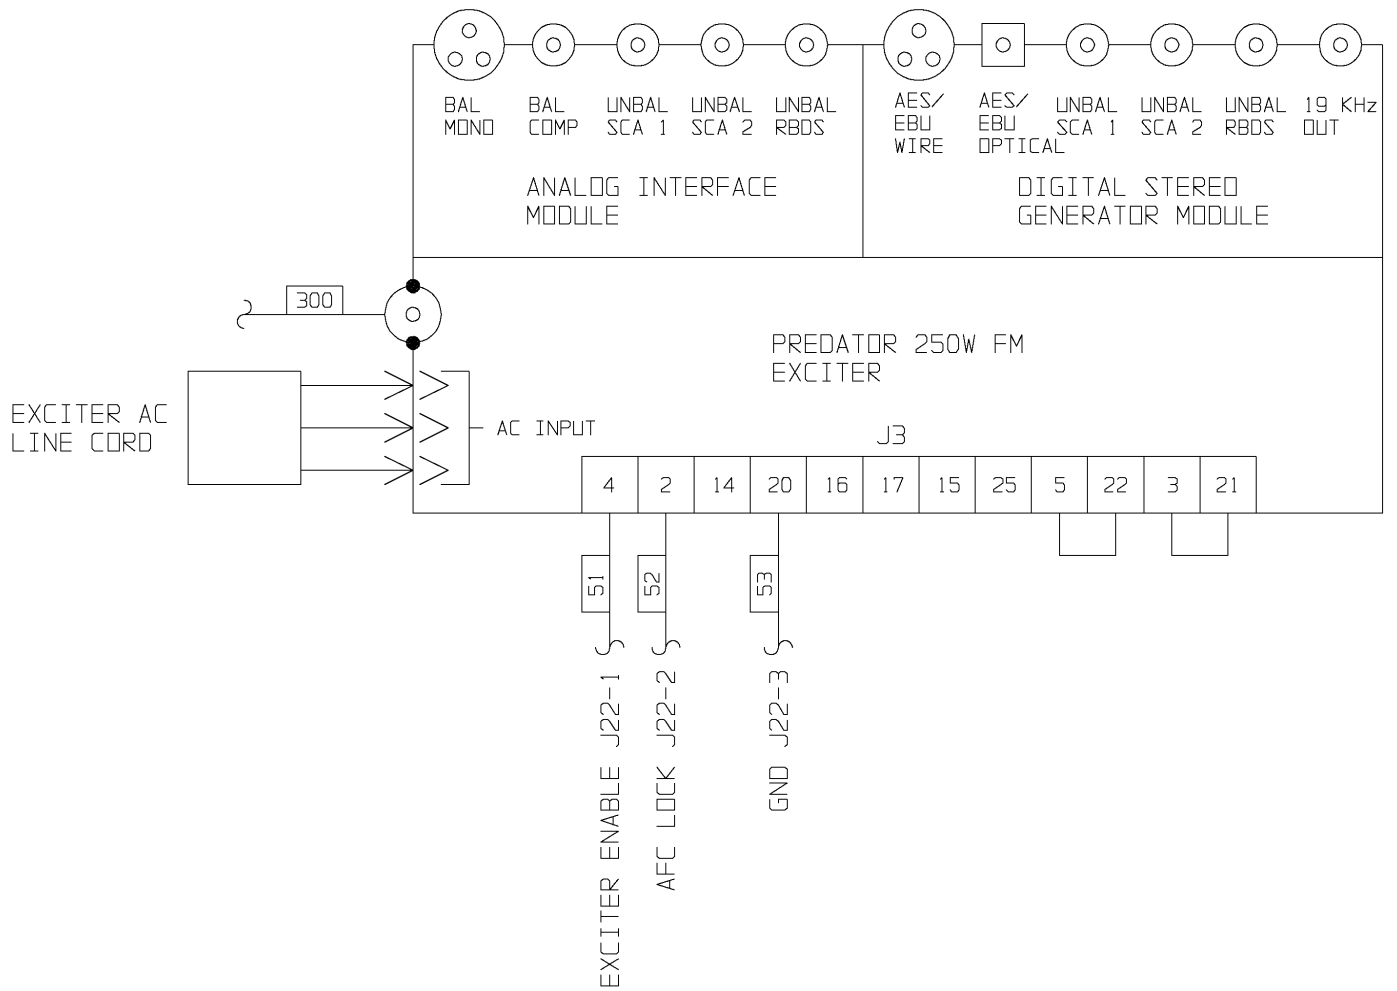 BAL
MONO
BAL
COMP
UNBAL
SCA 1
UNBAL
SCA 2
UNBAL
RBDS
AES/
EBU
WIRE
AES/
EBU
OPTICAL
UNBAL
SCA 1
UNBAL
SCA 2
UNBAL
RBDS
19 KHz
OUT
ANALOG INTERFACE
MODULE
DIGITAL STEREO
GENERATOR MODULE
300
PREDATOR 250W FM
EXCITER
EXCITER AC
LINE CORD
AC INPUT
J3
4 2 14 20 16 17 15 25 5 22 3 21
51
52
53
EXCITER ENABLE J22-1
AFC LOCK J22-2
GND J22-3